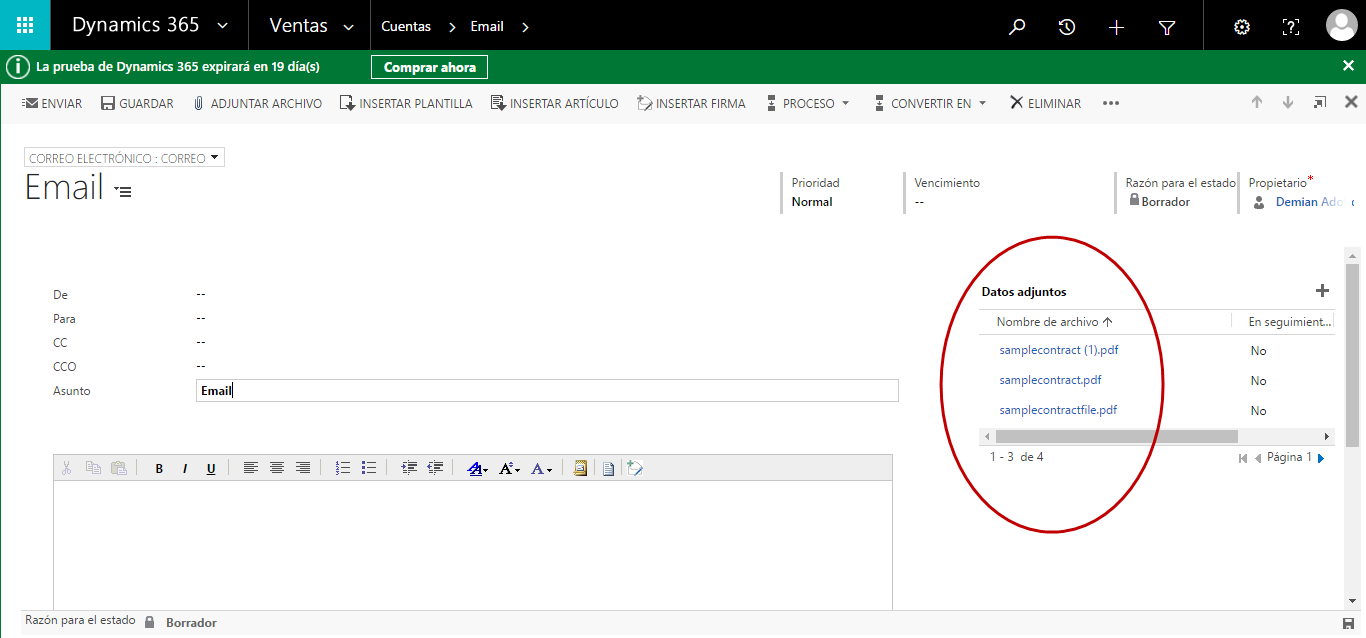 Dynamics 365 Ventas Cuentas Email
La prueba de Dynamics 365 expirará en 19 día(s) Comprar ahora
ENVIAR GUARDAR ADJUNTAR ARCHIVO INSERTAR PLANTILLA INSERTAR ARTÍCULO INSERTAR FIRMA PROCESO CONVERTIR EN ELIMINAR •••
CORREO ELECTRÓNICO : CORREO
Email
Prioridad Vencimiento Razón para el estado Propietario*
Normal -- Borrador Demian Ado
Datos adjuntos
De --
Para --
CC --
CCO --
Asunto Email
Nombre de archivo En seguimient...
samplecontract (1).pdf No
samplecontract.pdf No
samplecontractfile.pdf No
1 - 3 de 4 Página 1
B I U A A A
Razón para el estado Borrador